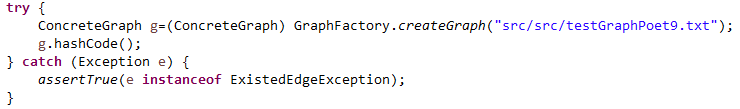 try {
    ConcreteGraph g=(ConcreteGraph) GraphFactory.createGraph("src/src/testGraphPoet9.txt");
    g.hashCode();
} catch (Exception e) {
    assertTrue(e instanceof ExistedEdgeException);
}